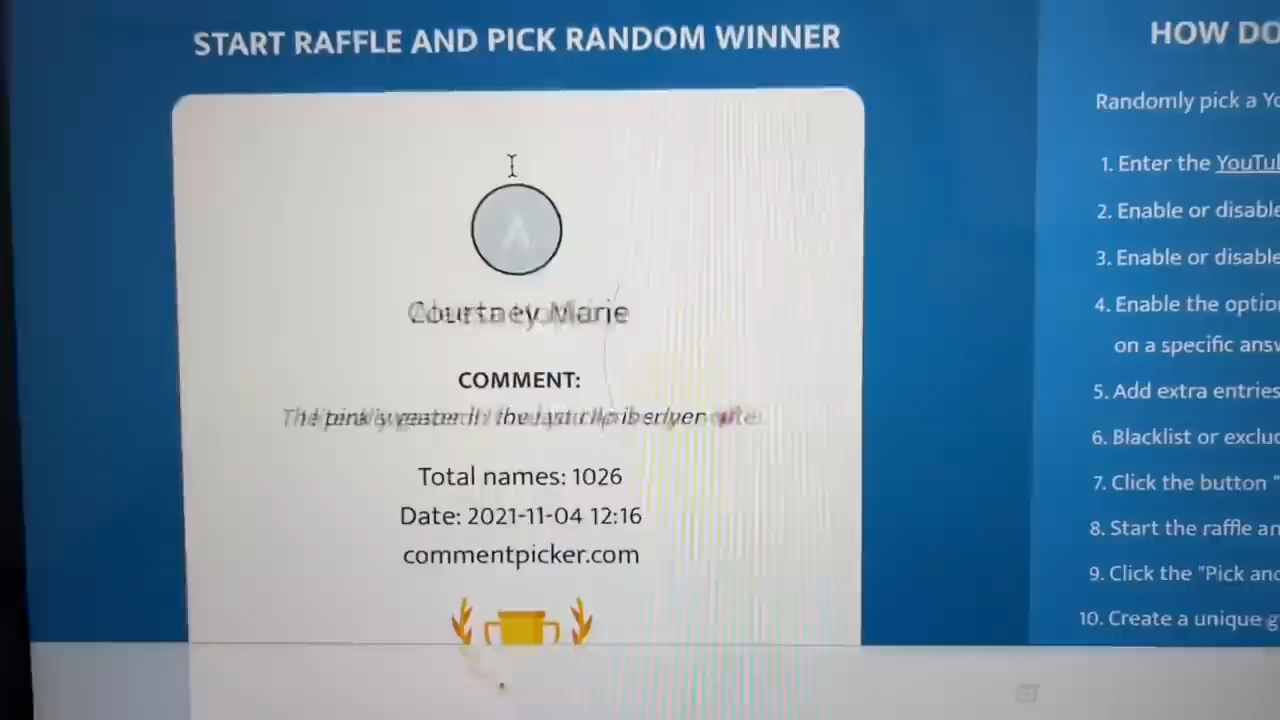 START RAFFLE AND PICK RANDOM WINNER
A
Courtney Marie
COMMENT:
Total names: 1026
Date: 2021-11-04 12:16
commentpicker.com
HOW DO
Randomly pick a Yo
1. Enter the YouTu
2. Enable or disable
3. Enable or disable
4. Enable the optio
on a specific answ
5. Add extra entries
6. Blacklist or exclu
7. Click the button "
8. Start the raffle an
9. Click the "Pick and
10. Create a unique g